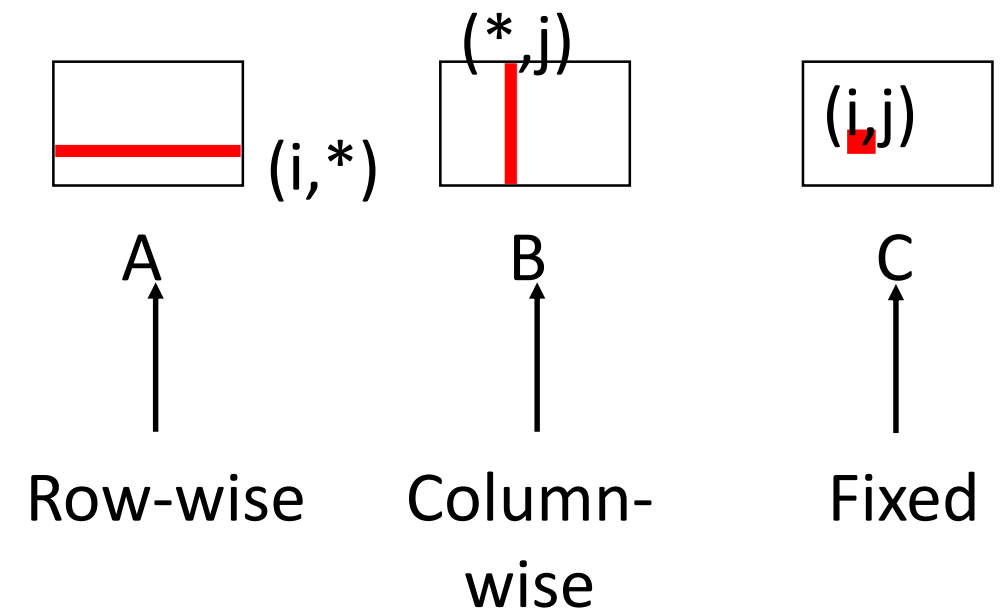 (*,j)
(i,*)
(i,j)
A
B
C
Row-wise
Column-
wise
Fixed